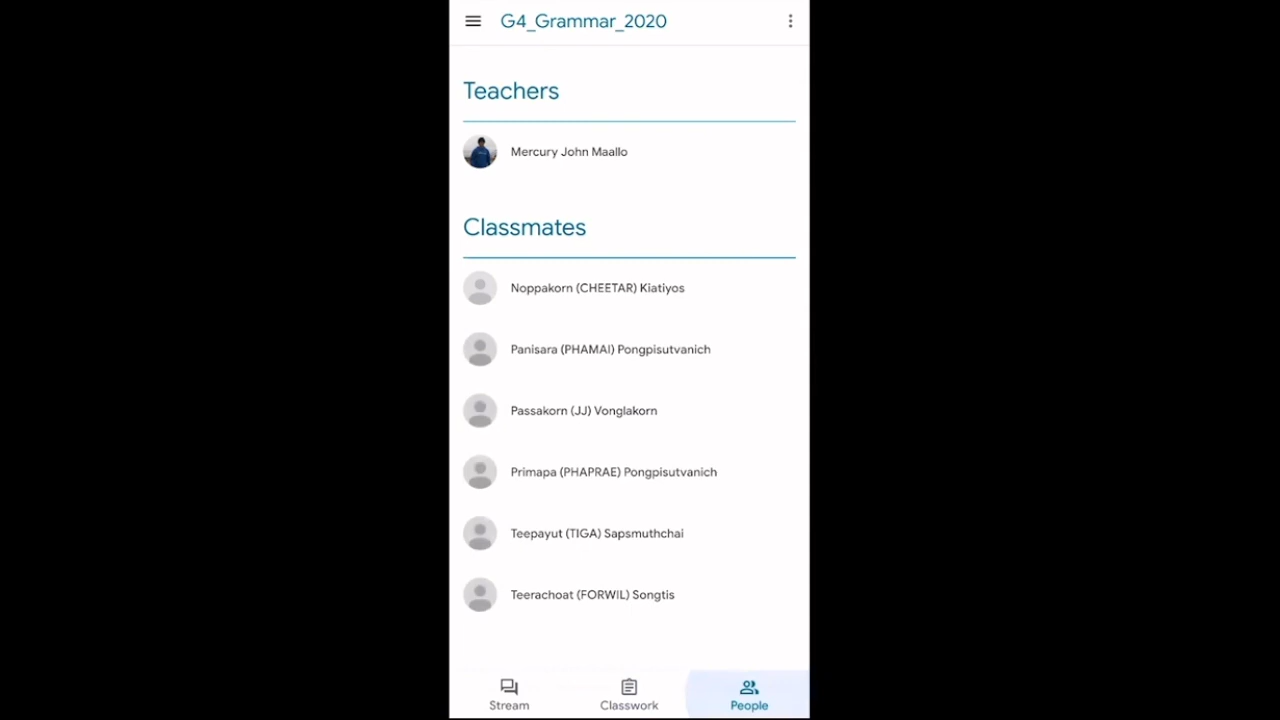 G4_Grammar_2020
Teachers
Mercury John Maallo
Classmates
Noppakorn (CHEETAR) Kiatiyos
Panisara (PHAMAI) Pongpisutvanich
Passakorn (JJ) Vonglakorn
Primapa (PHAPRAE) Pongpisutvanich
Teepayut (TIGA) Sapsmuthchai
Teerachoat (FORWIL) Songtis
Stream Classwork People